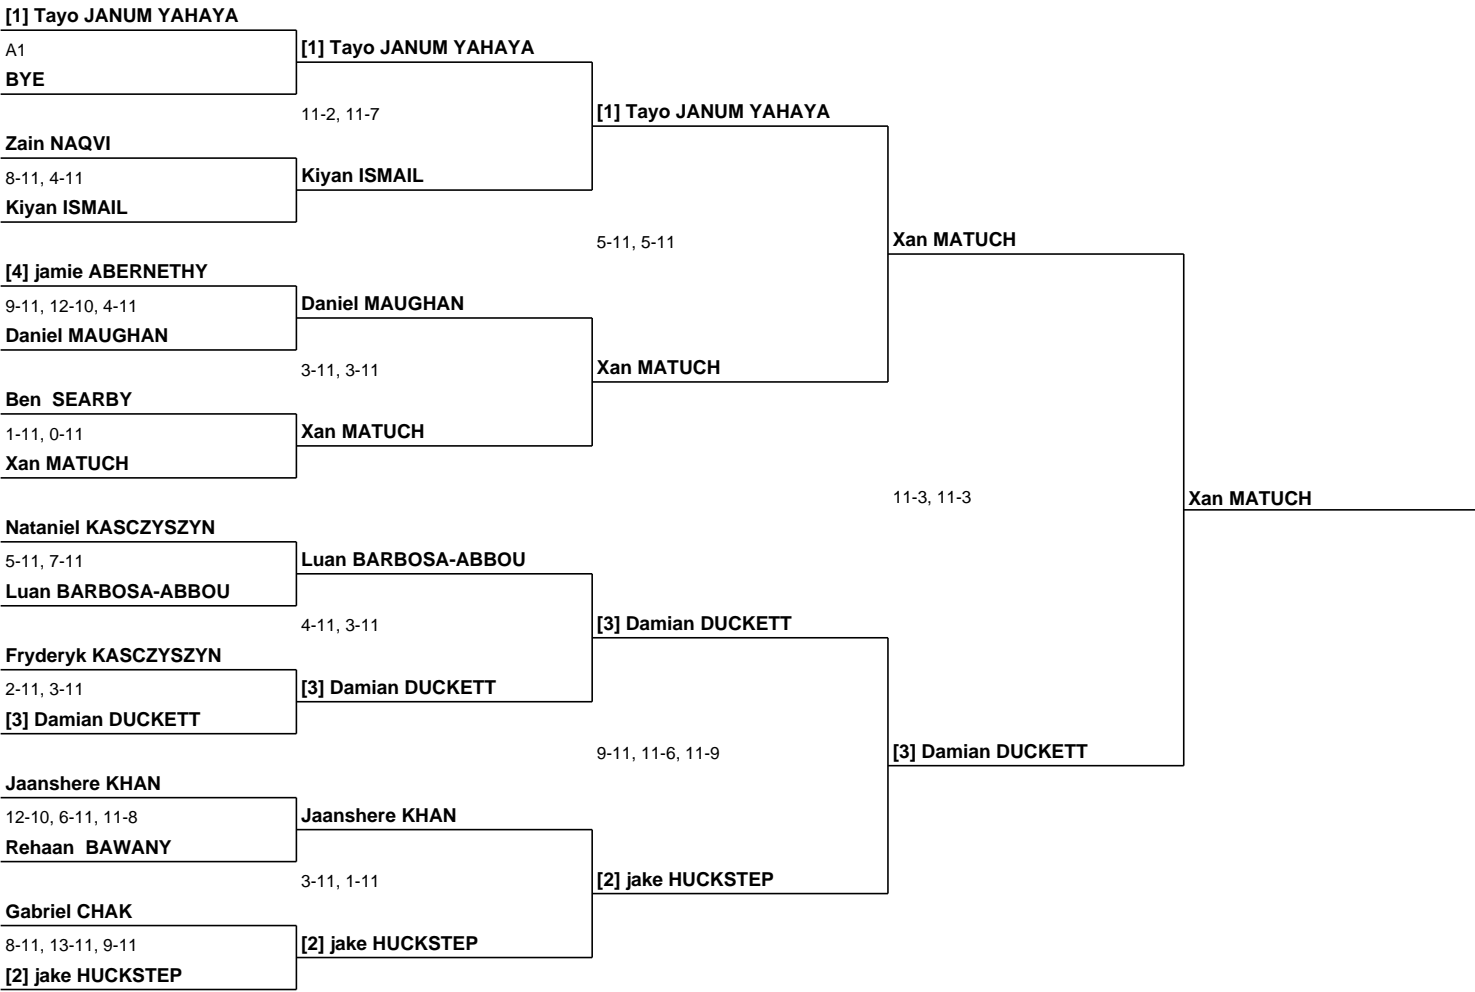 [1] Tayo JANUM YAHAYA
A1
BYE
Zain NAQVI
8-11, 4-11
Kiyan ISMAIL
[4] jamie ABERNETHY
9-11, 12-10, 4-11
Daniel MAUGHAN
Ben  SEARBY
1-11, 0-11
Xan MATUCH
Nataniel KASCZYSZYN
5-11, 7-11
Luan BARBOSA-ABBOU
Fryderyk KASCZYSZYN
2-11, 3-11
[3] Damian DUCKETT
Jaanshere KHAN
12-10, 6-11, 11-8
Rehaan  BAWANY
Gabriel CHAK
8-11, 13-11, 9-11
[2] jake HUCKSTEP
[1] Tayo JANUM YAHAYA
11-2, 11-7
Kiyan ISMAIL
Daniel MAUGHAN
3-11, 3-11
Xan MATUCH
Luan BARBOSA-ABBOU
4-11, 3-11
[3] Damian DUCKETT
Jaanshere KHAN
3-11, 1-11
[2] jake HUCKSTEP
[1] Tayo JANUM YAHAYA
5-11, 5-11
Xan MATUCH
[3] Damian DUCKETT
9-11, 11-6, 11-9
[2] jake HUCKSTEP
Xan MATUCH
11-3, 11-3
[3] Damian DUCKETT
Xan MATUCH